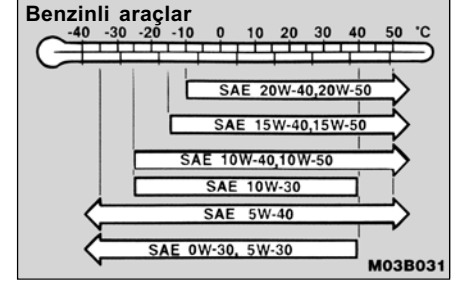 Benzinli araçlar
-40 -30 -20 -10 0 10 20 30 40 50 °C
SAE 20W-40,20W-50
SAE 15W-40,15W-50
SAE 10W-40,10W-50
SAE 10W-30
SAE 5W-40
SAE 0W-30, 5W-30
M03B031